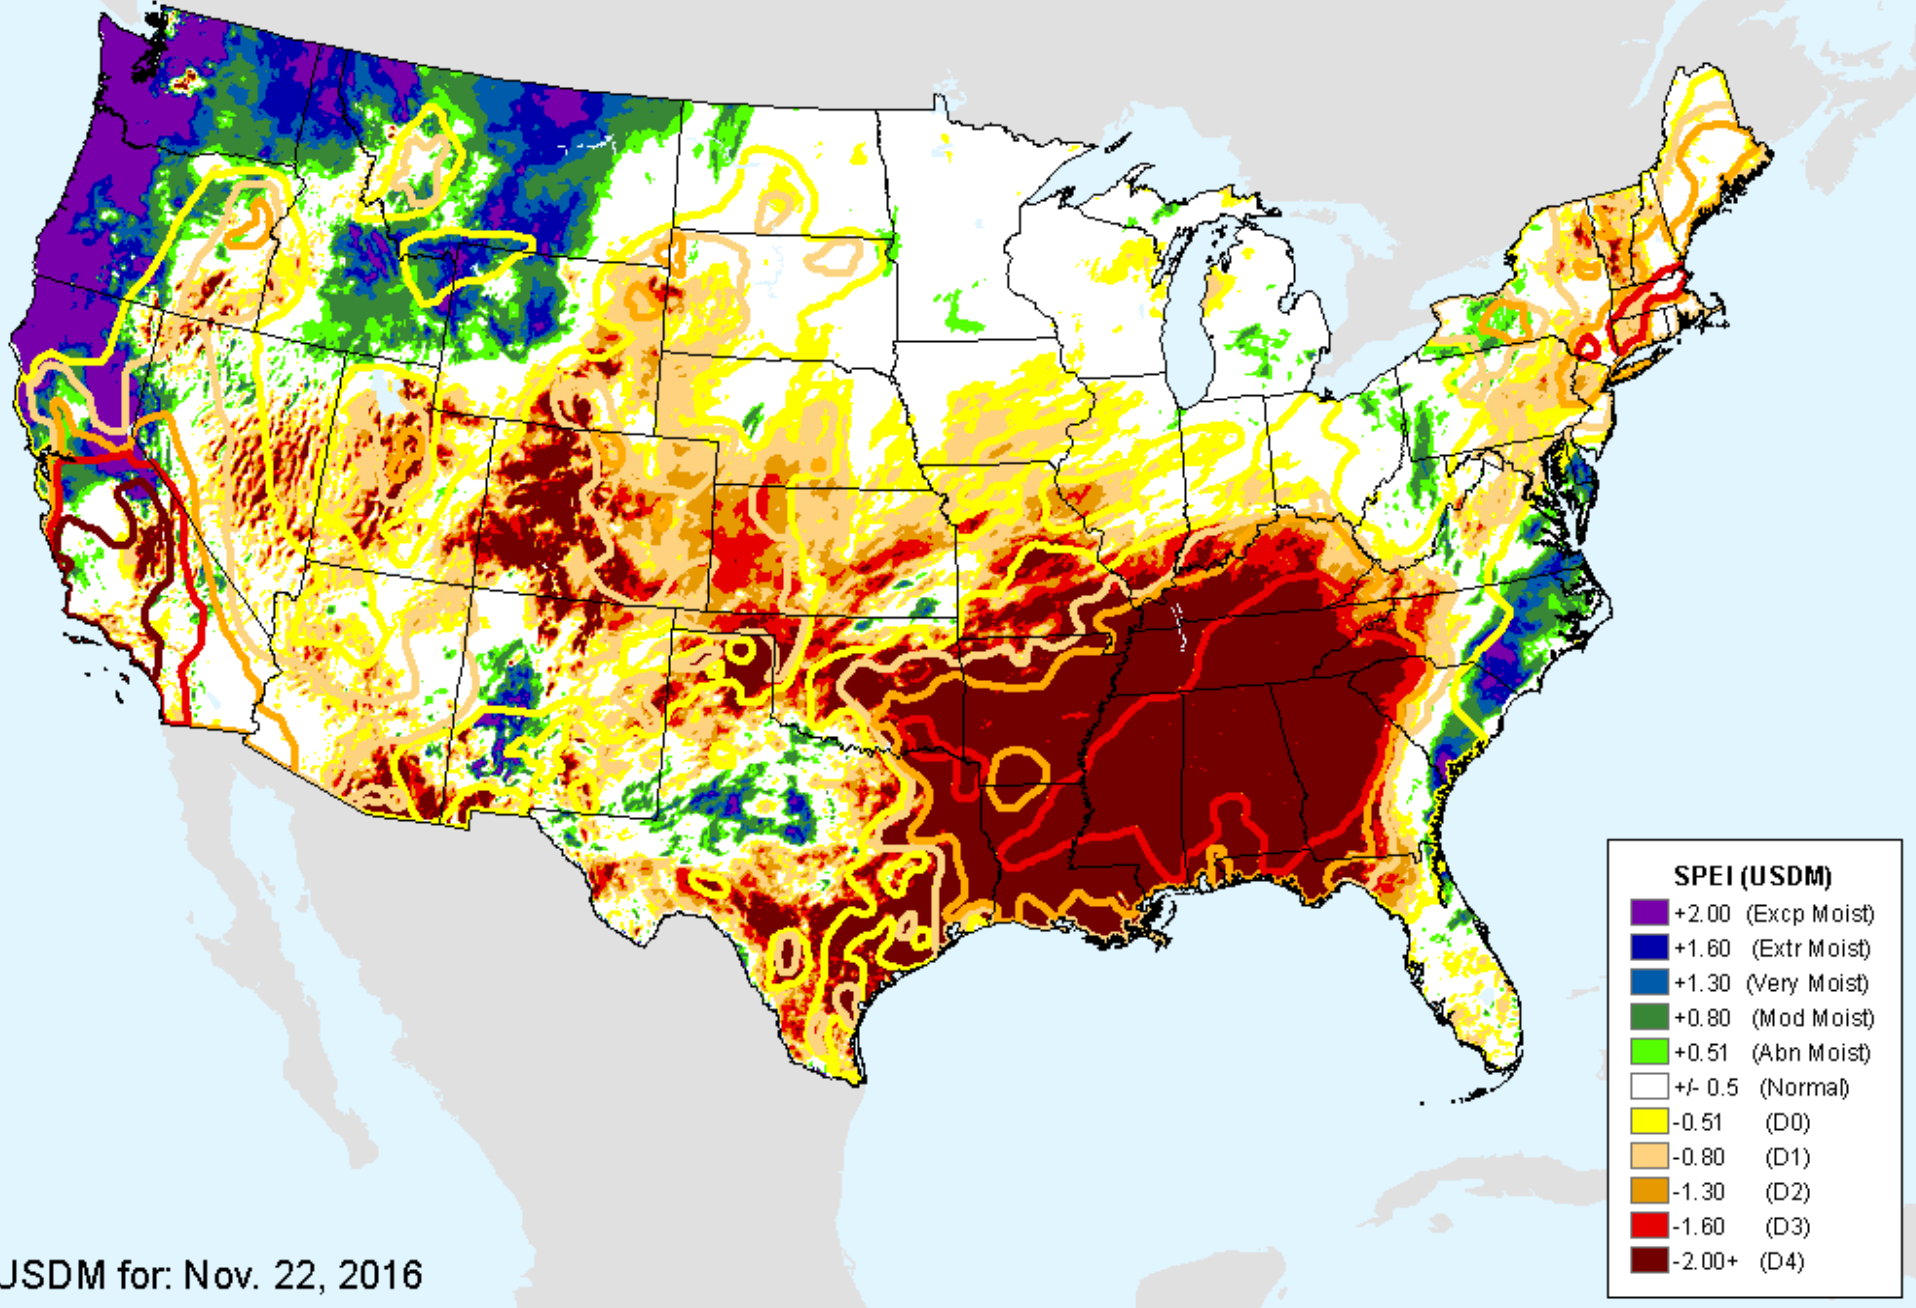 SPEI (USDM)
+2.00 (Excp Moist)
+1.60 (Extr Moist)
+1.30 (Very Moist)
+0.80 (Mod Moist)
+0.51 (Abn Moist)
+/- 0.5 (Normal)
-0.51 (D0)
-0.80 (D1)
-1.30 (D2)
-1.60 (D3)
-2.00+ (D4)
USDM for: Nov. 22, 2016